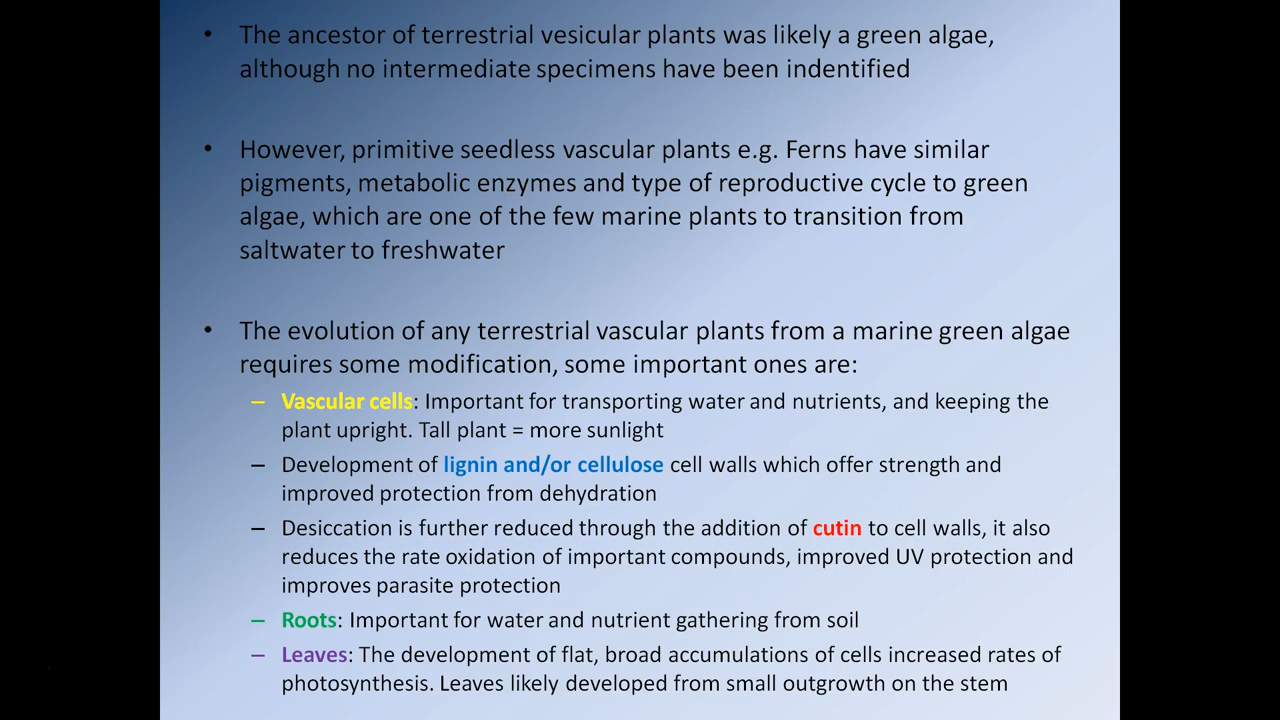 • The ancestor of terrestrial vesicular plants was likely a green algae,
although no intermediate specimens have been indentified
• However, primitive seedless vascular plants e.g. Ferns have similar
pigments, metabolic enzymes and type of reproductive cycle to green
algae, which are one of the few marine plants to transition from
saltwater to freshwater
• The evolution of any terrestrial vascular plants from a marine green algae
requires some modification, some important ones are:
– Vascular cells: Important for transporting water and nutrients, and keeping the
plant upright. Tall plant = more sunlight
– Development of lignin and/or cellulose cell walls which offer strength and
improved protection from dehydration
– Desiccation is further reduced through the addition of cutin to cell walls, it also
reduces the rate oxidation of important compounds, improved UV protection and
improves parasite protection
– Roots: Important for water and nutrient gathering from soil
– Leaves: The development of flat, broad accumulations of cells increased rates of
photosynthesis. Leaves likely developed from small outgrowth on the stem